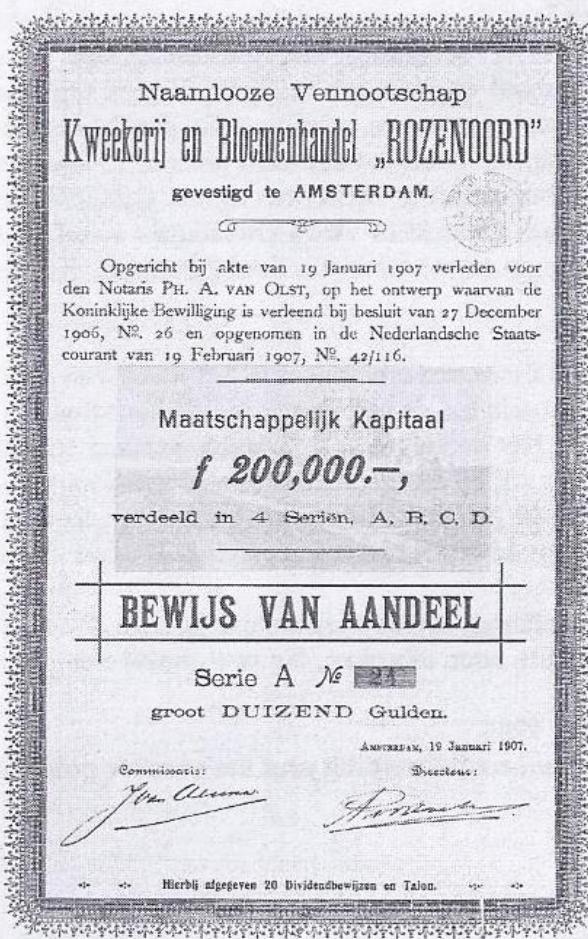 Naamlooze Vennootschap
Kweekerij en Bloemenhandel „ROZENOORD”
gevestigd te AMSTERDAM.
Opgericht bij akte van 19 Januari 1907 verleden voor
den Notaris PH. A. VAN OLST, op het ontwerp waarvan de
Koninklijke Bewilliging is verleend bij besluit van 27 December
1906, Nº. 26 en opgenomen in de Nederlandsche Staats-
courant van 19 Februari 1907, Nº. 42/116.
Maatschappelijk Kapitaal
f 200,000.—,
verdeeld in 4 Seriën, A, B, C, D.
BEWIJS VAN AANDEEL
Serie A № 24
groot DUIZEND Gulden.
AMSTERDAM, 19 Januari 1907.
Commissaris: Directeur:
Hierbij afgegeven 20 Dividendbewijzen en Talon.